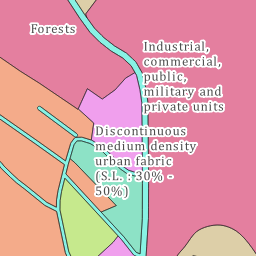 Forests
Industrial,
commercial,
public,
military and
private units
Discontinuous
medium density
urban fabric
(S.L. : 30% -
50%)